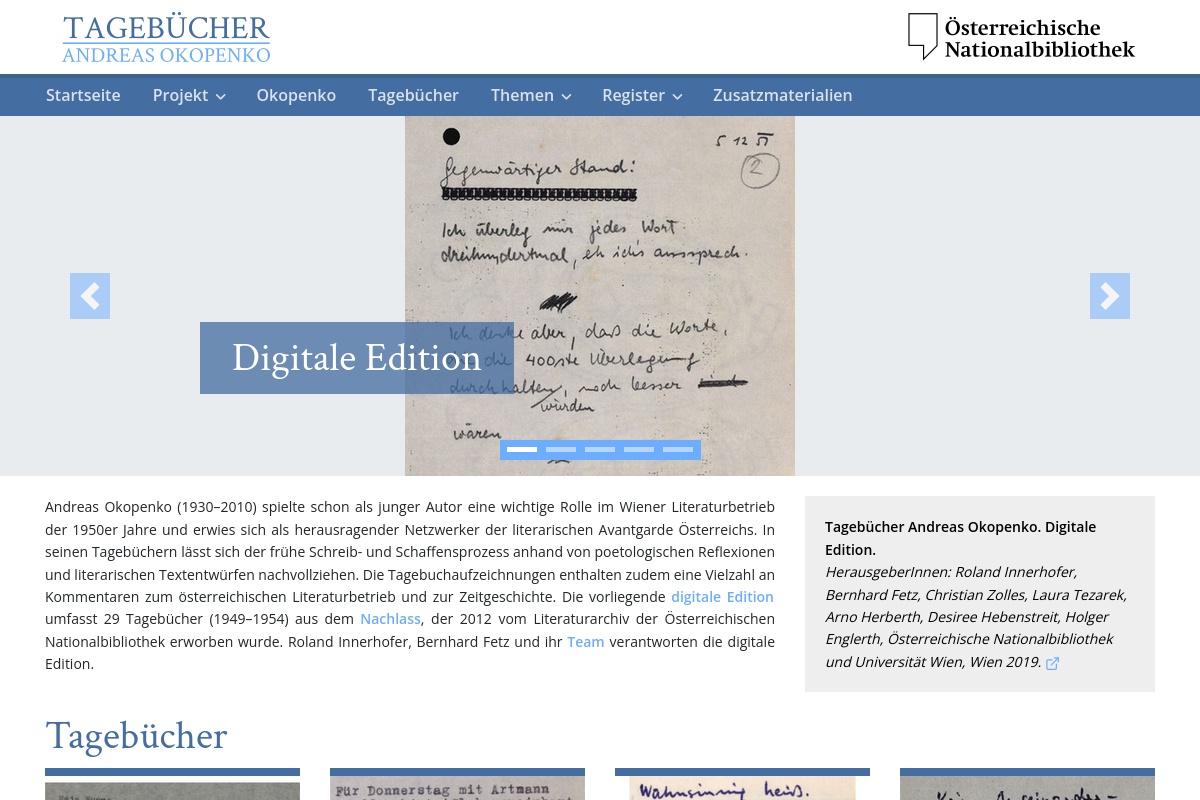 TAGEBÜCHER
ANDREAS OKOPENKO
Österreichische
Nationalbibliothek
Startseite Projekt Okopenko Tagebücher Themen Register Zusatzmaterialien
5 12 51
2
Gegenwärtiger Stand:
Ich überleg mir jedes Wort
dreihundertmal, eh ich's aussprech.
Ich denke aber, daß die Worte,
die 400ste Überlegung
durchhalten, noch besser
würden
wären
Digitale Edition
Andreas Okopenko (1930–2010) spielte schon als junger Autor eine wichtige Rolle im Wiener Literaturbetrieb
der 1950er Jahre und erwies sich als herausragender Netzwerker der literarischen Avantgarde Österreichs. In
seinen Tagebüchern lässt sich der frühe Schreib- und Schaffensprozess anhand von poetologischen Reflexionen
und literarischen Textentwürfen nachvollziehen. Die Tagebuchaufzeichnungen enthalten zudem eine Vielzahl an
Kommentaren zum österreichischen Literaturbetrieb und zur Zeitgeschichte. Die vorliegende digitale Edition
umfasst 29 Tagebücher (1949–1954) aus dem Nachlass, der 2012 vom Literaturarchiv der Österreichischen
Nationalbibliothek erworben wurde. Roland Innerhofer, Bernhard Fetz und ihr Team verantworten die digitale
Edition.
Tagebücher Andreas Okopenko. Digitale
Edition.
HerausgeberInnen: Roland Innerhofer,
Bernhard Fetz, Christian Zolles, Laura Tezarek,
Arno Herberth, Desiree Hebenstreit, Holger
Englerth, Österreichische Nationalbibliothek
und Universität Wien, Wien 2019.
Tagebücher
Für Donnerstag mit Artmann
Wahnsinnig heiß.